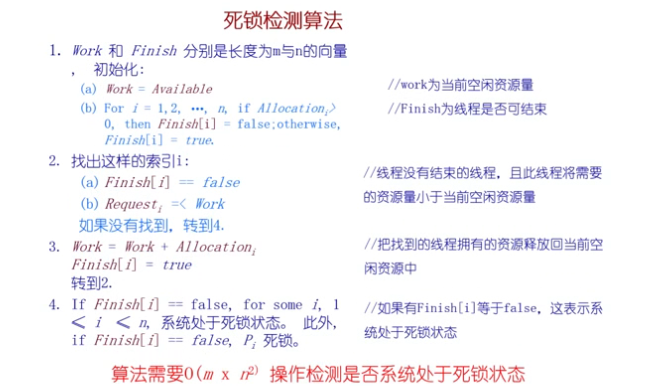 死锁检测算法
1. Work 和 Finish 分别是长度为m与n的向量
， 初始化:
(a) Work = Available
//work为当前空闲资源量
(b) For i = 1,2, …, n, if Allocationᵢ>
//Finish为线程是否可结束
0, then Finish[i] = false;otherwise,
Finish[i] = true.
2. 找出这样的索引i:
//线程没有结束的线程，且此线程将需要
(a) Finish[i] == false
的资源量小于当前空闲资源量
(b) Requestᵢ =< Work
如果没有找到，转到4.
3. Work = Work + Allocationᵢ
//把找到的线程拥有的资源释放回当前空
Finish[i] = true
闲资源中
转到2.
4. If Finish[i] == false, for some i, 1
//如果有Finish[i]等于false，这表示系
≤ i ≤ n, 系统处于死锁状态。 此外,
统处于死锁状态
if Finish[i] == false, Pᵢ 死锁。
算法需要O(m x n²⁾ 操作检测是否系统处于死锁状态